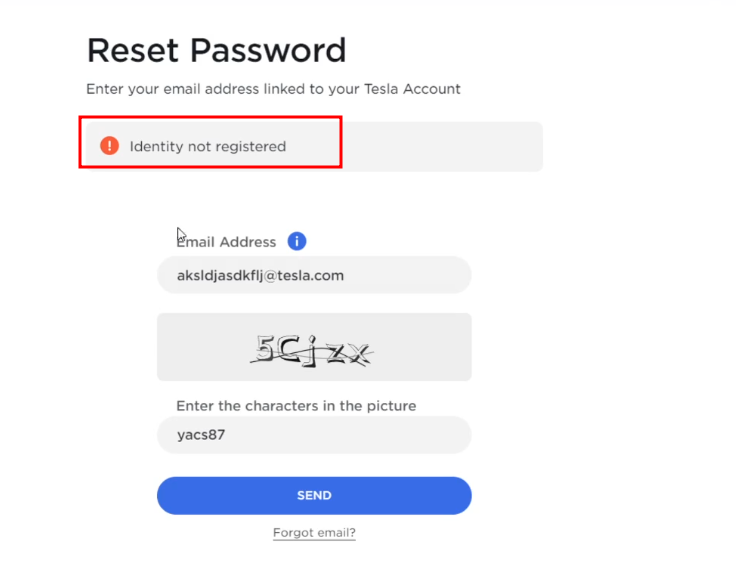 Reset Password
Enter your email address linked to your Tesla Account
! Identity not registered
Email Address i
aksldjasdkflj@tesla.com
5Cjzx
Enter the characters in the picture
yacs87
SEND
Forgot email?